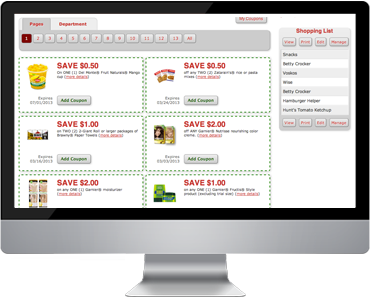 My Coupons
Pages Department
1 2 3 4 5 6 7 8 9 10 11 12 13 All
SAVE $0.50
on ONE (1) Del Monte® Fruit Naturals® Mango
cup (more details)
Expires
07/01/2013
Add Coupon
SAVE $0.50
off any TWO (2) Zatarain's® rice or pasta
mixes (more details)
Expires
03/24/2013
Add Coupon
SAVE $1.00
on TWO (2) 2-Giant Roll or larger packages of
Brawny® Paper Towels (more details)
Expires
03/16/2013
Add Coupon
SAVE $2.00
off ANY Garnier® Nutrisse nourishing color
creme. (more details)
Expires
03/23/2013
Add Coupon
SAVE $2.00
on any ONE (1) Garnier® moisturiser
(more details)
SAVE $1.00
on any ONE (1) Garnier® Fructis® Style
product (excluding trial size) (more details)
Shopping List
View Print Edit Manage
Snacks
Betty Crocker
Voskos
Wise
Betty Crocker
Hamburger Helper
Hunt's Tomato Ketchup
View Print Edit Manage